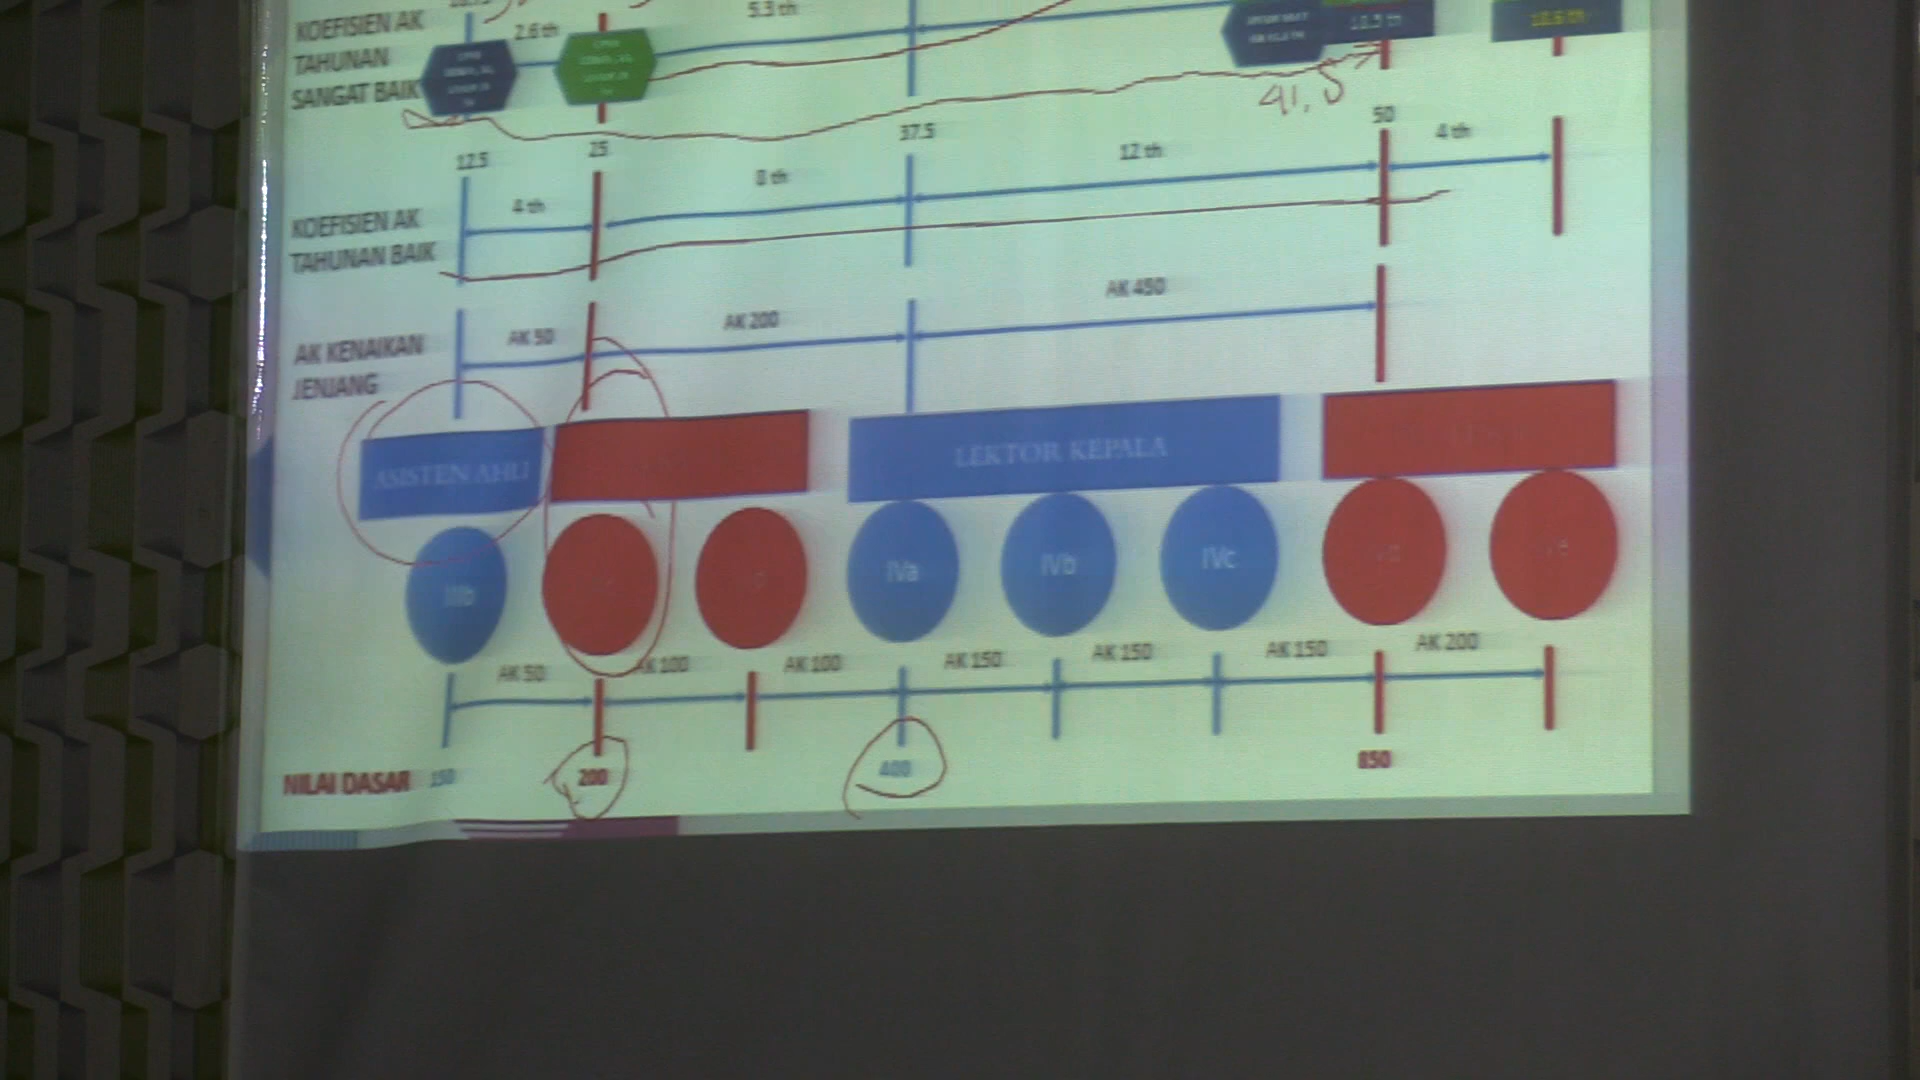 KOEFISIEN AK
TAHUNAN
SANGAT BAIK
2.6 th
5.3 th
10.6 th
41,5
12.5
25
37.5
50
KOEFISIEN AK
TAHUNAN BAIK
4 th
8 th
12 th
4 th
AK KENAIKAN
JENJANG
AK 50
AK 200
AK 450
ASISTEN AHLI
LEKTOR KEPALA
IIIb
IVa
IVb
IVc
AK 50
AK 100
AK 100
AK 150
AK 150
AK 150
AK 200
NILAI DASAR
150
200
400
850